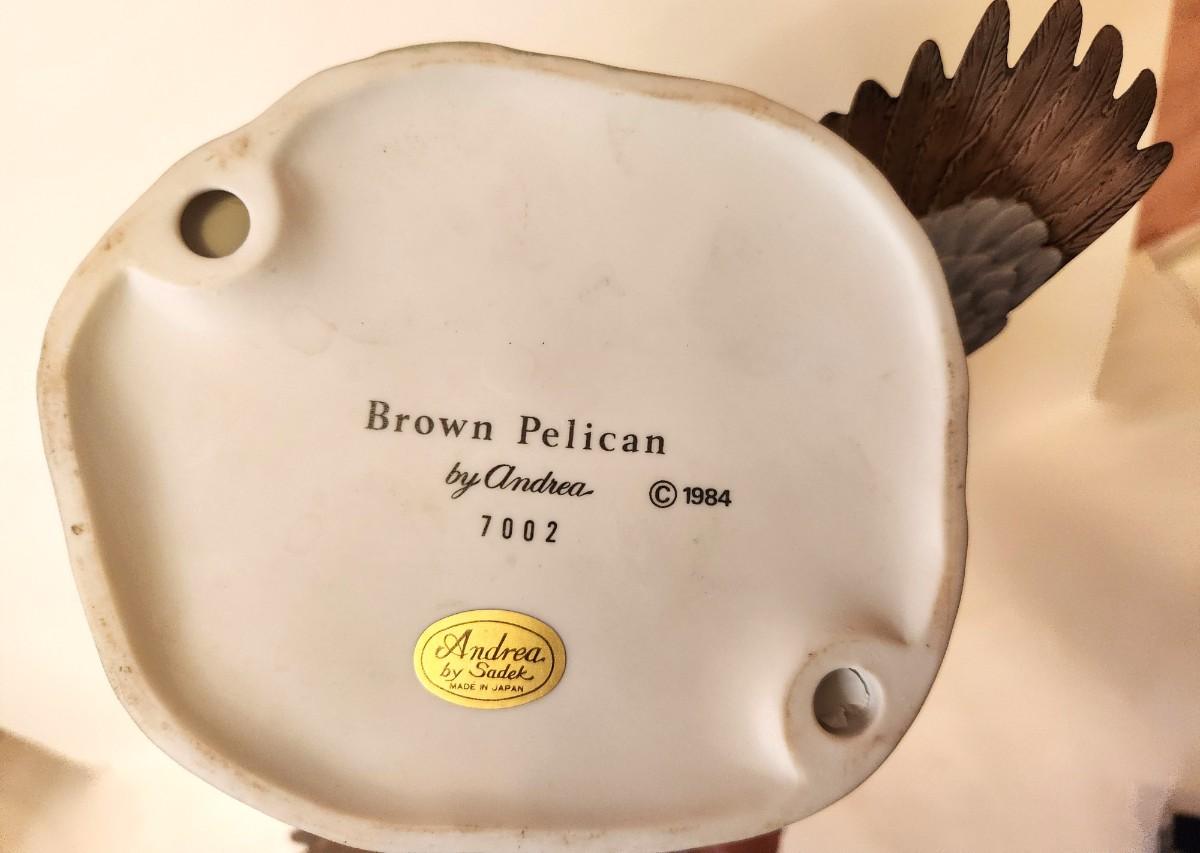 Brown Pelican
by Andrea © 1984
7002
Andrea
by Sadek
MADE IN JAPAN